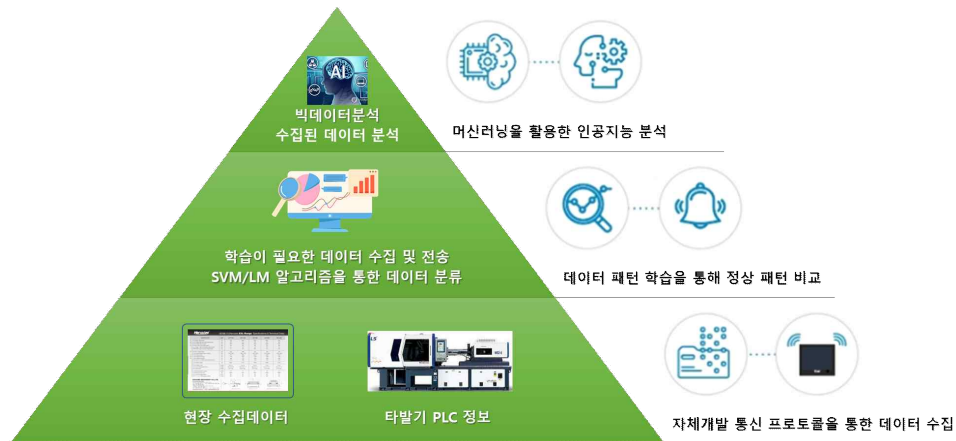 AI
빅데이터분석
수집된 데이터 분석
머신러닝을 활용한 인공지능 분석
학습이 필요한 데이터 수집 및 전송
SVM/LM 알고리즘을 통한 데이터 분류
데이터 패턴 학습을 통해 정상 패턴 비교
현장 수집데이터
타발기 PLC 정보
자체개발 통신 프로토콜을 통한 데이터 수집